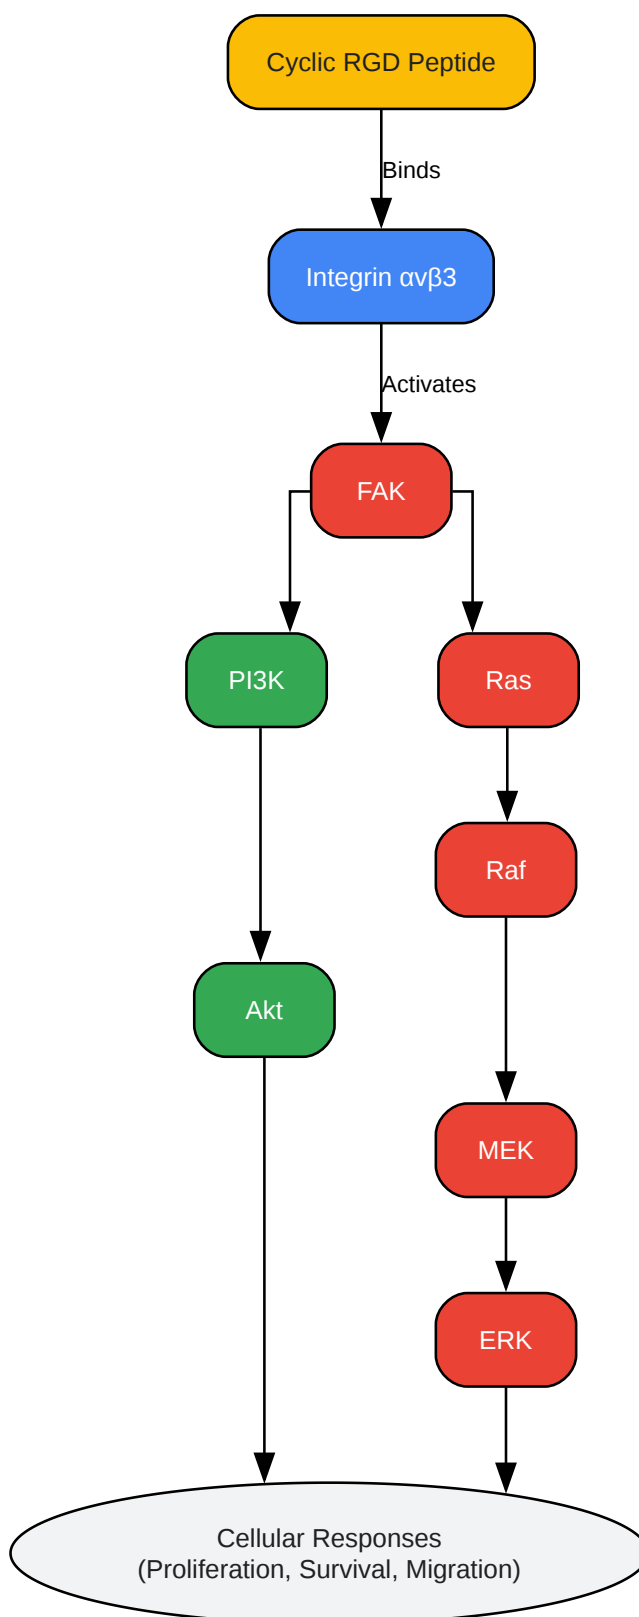 Cyclic RGD Peptide
Binds
Integrin αvβ3
Activates
FAK
PI3K
Ras
Raf
Akt
MEK
ERK
Cellular Responses
(Proliferation, Survival, Migration)